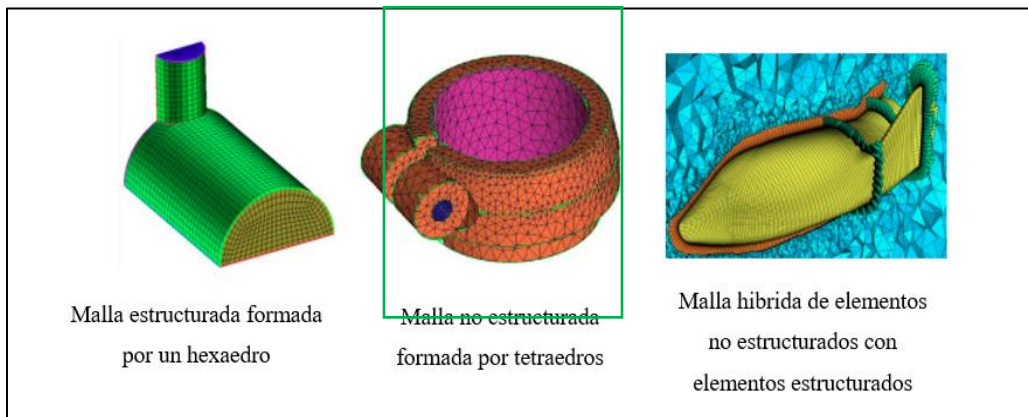 Malla estructurada formada
por un hexaedro
Malla no estructurada
formada por tetraedros
Malla hibrida de elementos
no estructurados con
elementos estructurados